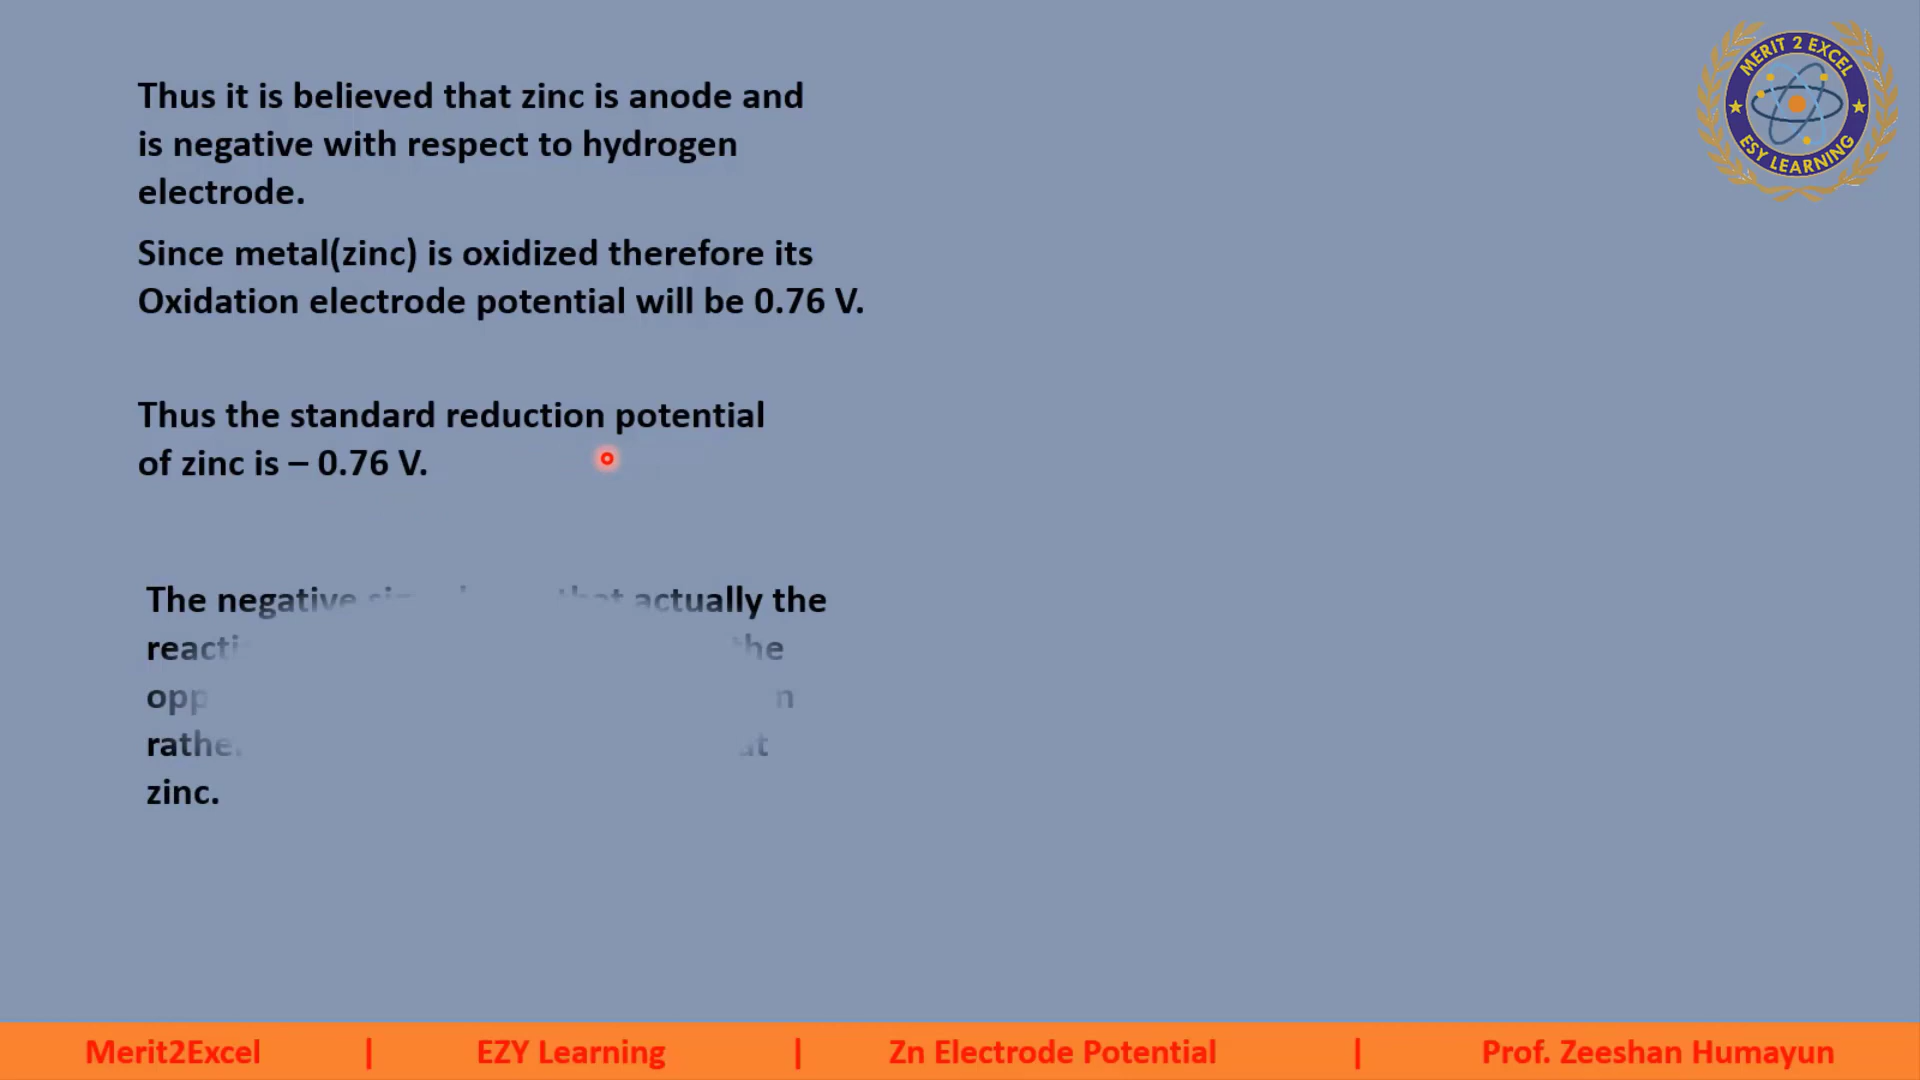 Thus it is believed that zinc is anode and
is negative with respect to hydrogen
electrode.
Since metal(zinc) is oxidized therefore its
Oxidation electrode potential will be 0.76 V.
Thus the standard reduction potential
of zinc is – 0.76 V.
The negative that actually the
the
zinc.
MERIT 2 EXCEL
ESY LEARNING
Merit2Excel | EZY Learning | Zn Electrode Potential | Prof. Zeeshan Humayun